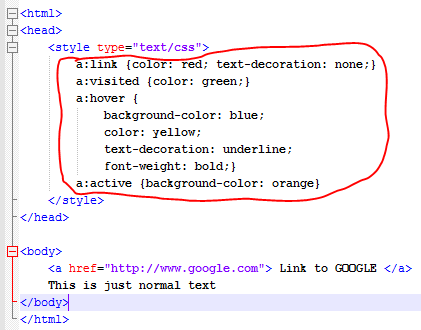 <html>
<head>
<style type="text/css">
a:link {color: red; text-decoration: none;}
a:visited {color: green;}
a:hover {
background-color: blue;
color: yellow;
text-decoration: underline;
font-weight: bold;}
a:active {background-color: orange}
</style>
</head>
<body>
<a href="http://www.google.com"> Link to GOOGLE </a>
This is just normal text
</body>
</html>